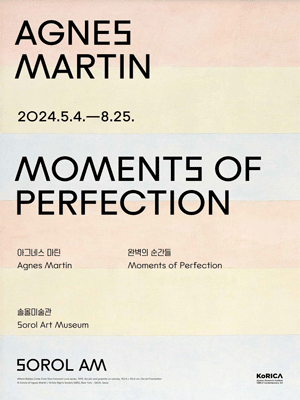 AGNES
MARTIN
2024.5.4.—8.25.
MOMENTS OF
PERFECTION
아그네스 마틴
Agnes Martin
완벽의 순간들
Moments of Perfection
솔올미술관
Sorol Art Museum
SOROL AM
KoRICA